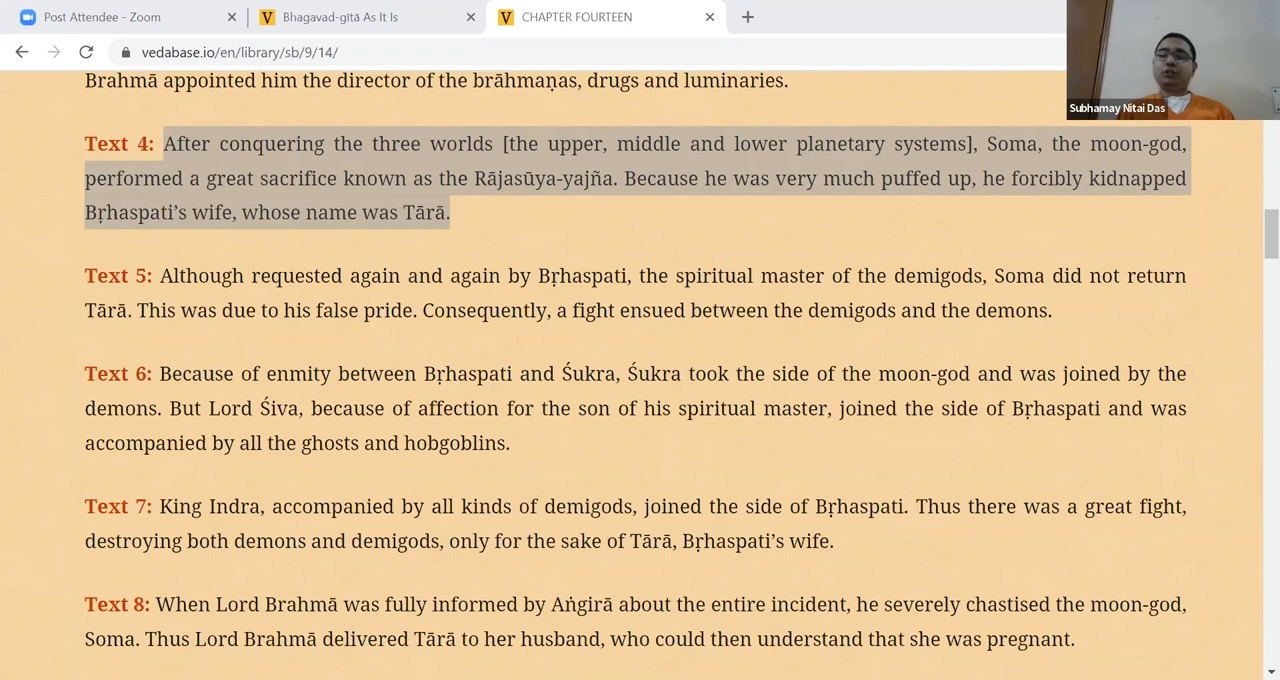 Post Attendee - Zoom
Bhagavad-gītā As It Is
CHAPTER FOURTEEN
vedabase.io/en/library/sb/9/14/
Subhamay Nitai Das
Brahmā appointed him the director of the brāhmaṇas, drugs and luminaries.
Text 4: After conquering the three worlds [the upper, middle and lower planetary systems], Soma, the moon-god,
performed a great sacrifice known as the Rājasūya-yajña. Because he was very much puffed up, he forcibly kidnapped
Bṛhaspati’s wife, whose name was Tārā.
Text 5: Although requested again and again by Bṛhaspati, the spiritual master of the demigods, Soma did not return
Tārā. This was due to his false pride. Consequently, a fight ensued between the demigods and the demons.
Text 6: Because of enmity between Bṛhaspati and Śukra, Śukra took the side of the moon-god and was joined by the
demons. But Lord Śiva, because of affection for the son of his spiritual master, joined the side of Bṛhaspati and was
accompanied by all the ghosts and hobgoblins.
Text 7: King Indra, accompanied by all kinds of demigods, joined the side of Bṛhaspati. Thus there was a great fight,
destroying both demons and demigods, only for the sake of Tārā, Bṛhaspati’s wife.
Text 8: When Lord Brahmā was fully informed by Aṅgirā about the entire incident, he severely chastised the moon-god,
Soma. Thus Lord Brahmā delivered Tārā to her husband, who could then understand that she was pregnant.